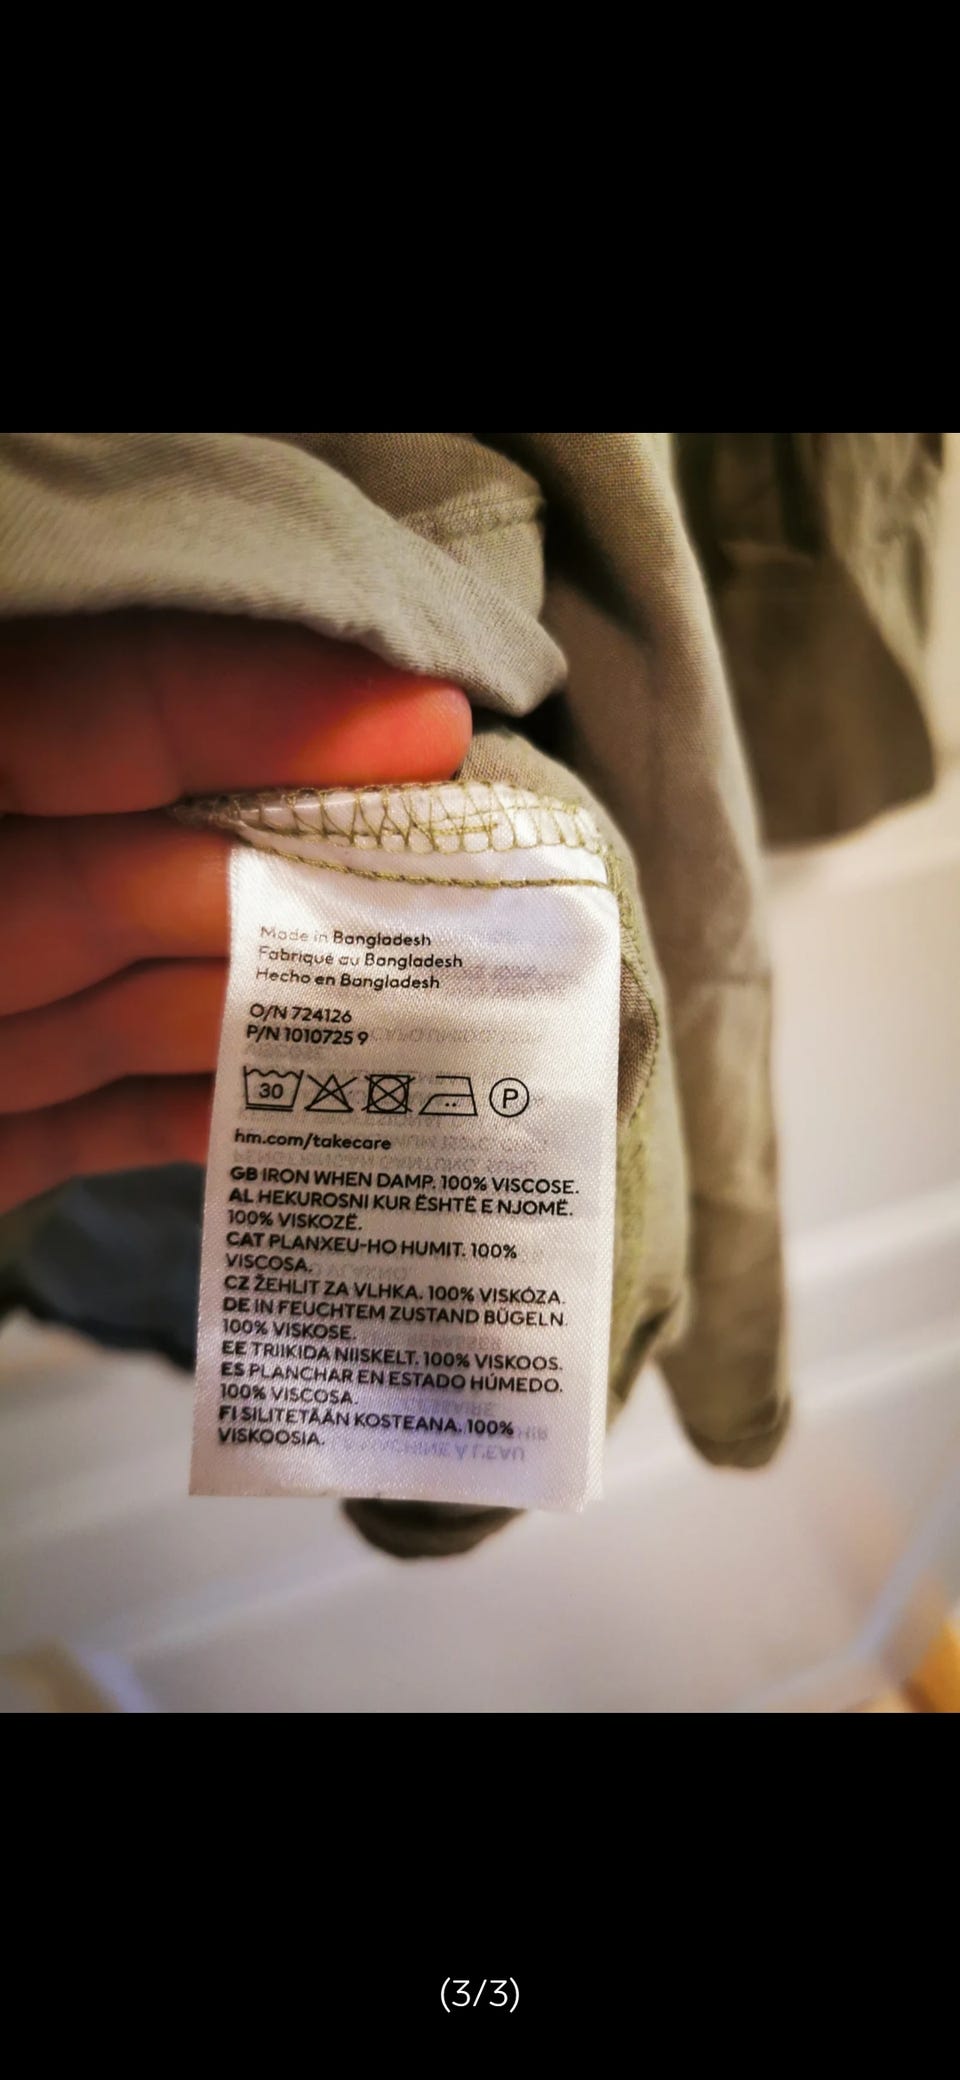 Made in Bangladesh
Fabriqué au Bangladesh
Hecho en Bangladesh
O/N 724126
P/N 1010725 9
30 P
hm.com/takecare
GB IRON WHEN DAMP. 100% VISCOSE.
AL HEKUROSNI KUR ËSHTË E NJOMË.
100% VISKOZË.
CAT PLANXEU-HO HUMIT. 100%
VISCOSA.
CZ ŽEHLIT ZA VLHKA. 100% VISKÓZA.
DE IN FEUCHTEM ZUSTAND BÜGELN.
100% VISKOSE.
EE TRIIKIDA NIISKELT. 100% VISKOOS.
ES PLANCHAR EN ESTADO HÚMEDO.
100% VISCOSA.
FI SILITETÄÄN KOSTEANA. 100%
VISKOOSIA.
(3/3)